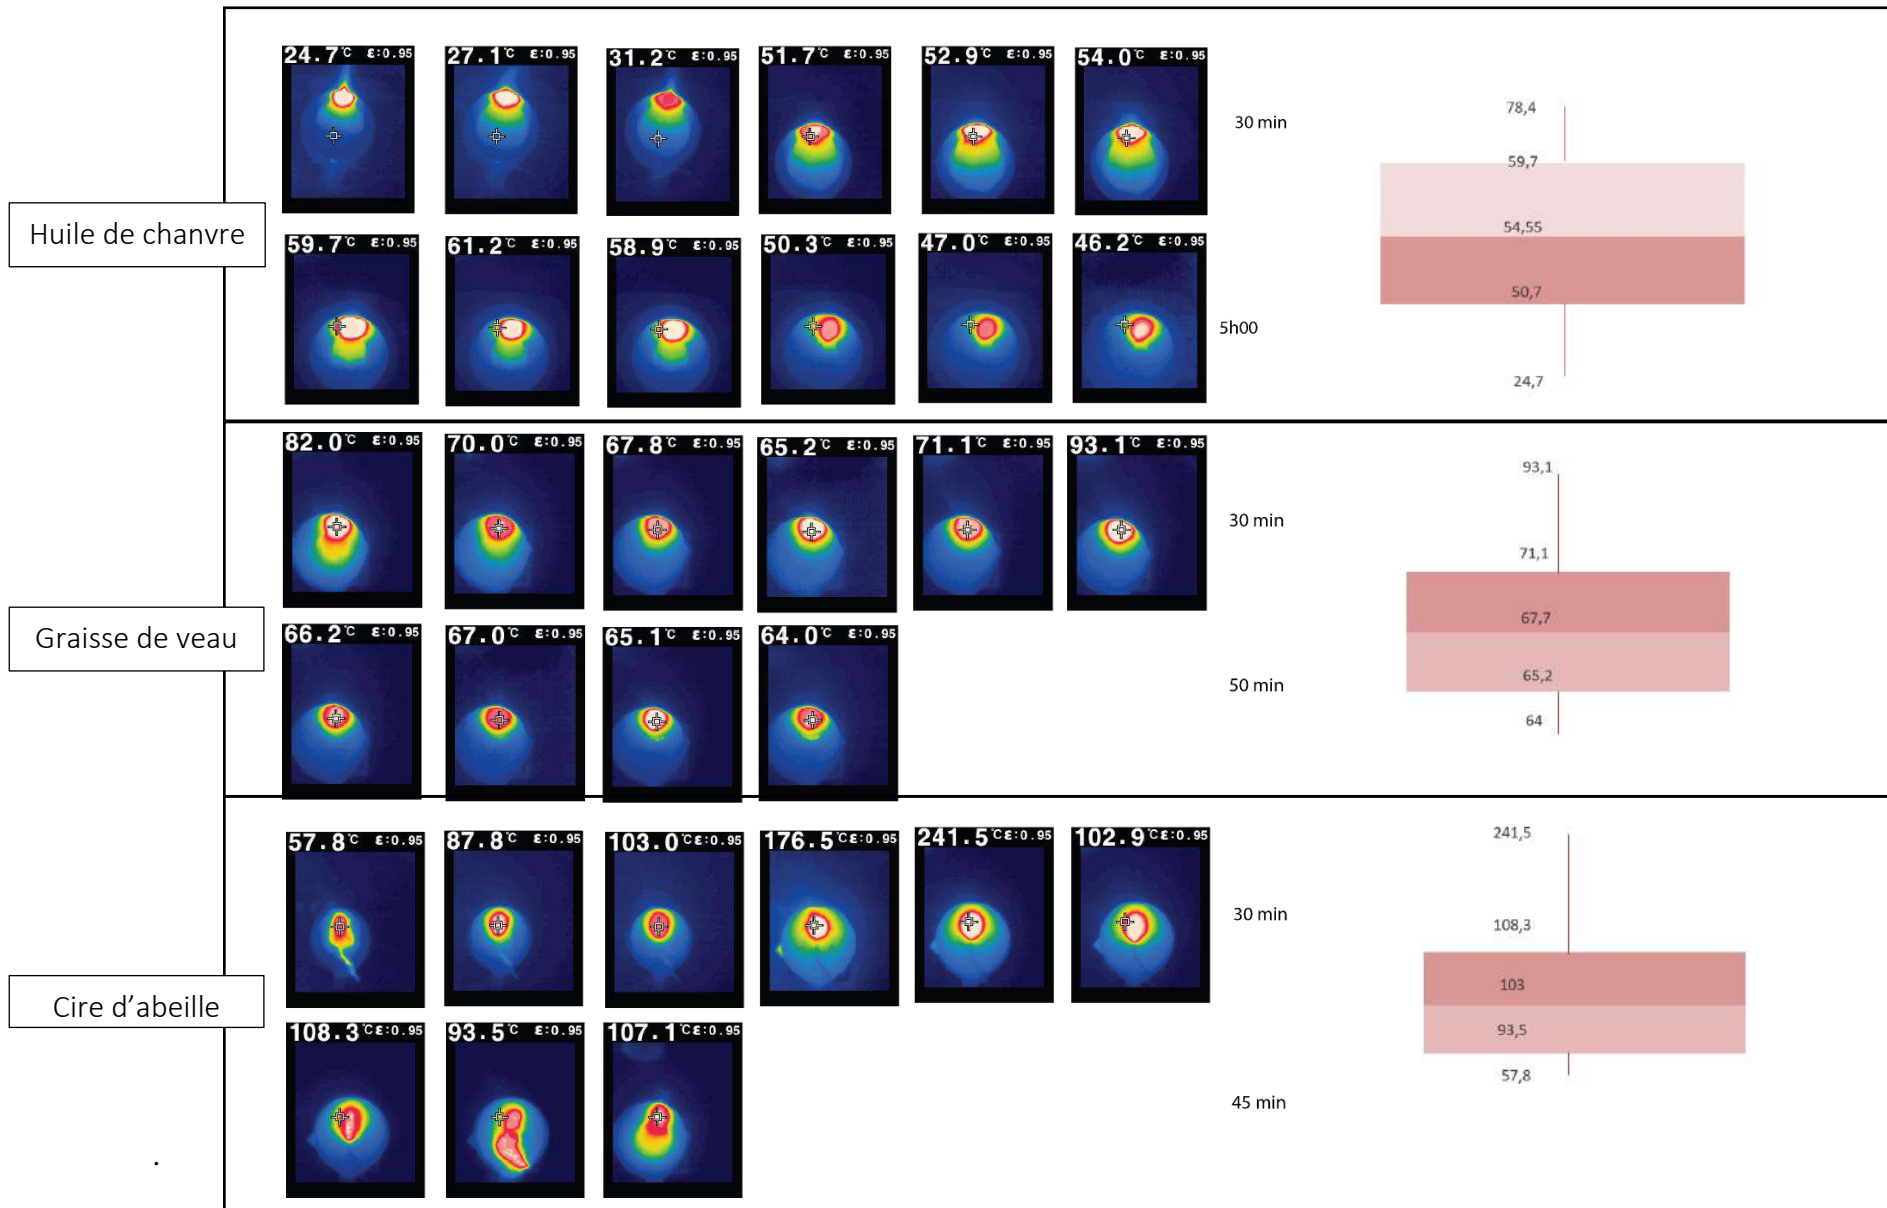 24.7°C ε:0.95 27.1°C ε:0.95 31.2°C ε:0.95 51.7°C ε:0.95 52.9°C ε:0.95 54.0°C ε:0.95
30 min
78,4
59,7
54,55
50,7
24,7
Huile de chanvre
59.7°C ε:0.95 61.2°C ε:0.95 58.9°C ε:0.95 50.3°C ε:0.95 47.0°C ε:0.95 46.2°C ε:0.95
5h00
82.0°C ε:0.95 70.0°C ε:0.95 67.8°C ε:0.95 65.2°C ε:0.95 71.1°C ε:0.95 93.1°C ε:0.95
30 min
93,1
71,1
67,7
65,2
64
Graisse de veau
66.2°C ε:0.95 67.0°C ε:0.95 65.1°C ε:0.95 64.0°C ε:0.95
50 min
57.8°C ε:0.95 87.8°C ε:0.95 103.0°C ε:0.95 176.5°C ε:0.95 241.5°C ε:0.95 102.9°C ε:0.95
30 min
241,5
108,3
103
93,5
57,8
Cire d'abeille
108.3°C ε:0.95 93.5°C ε:0.95 107.1°C ε:0.95
45 min
.